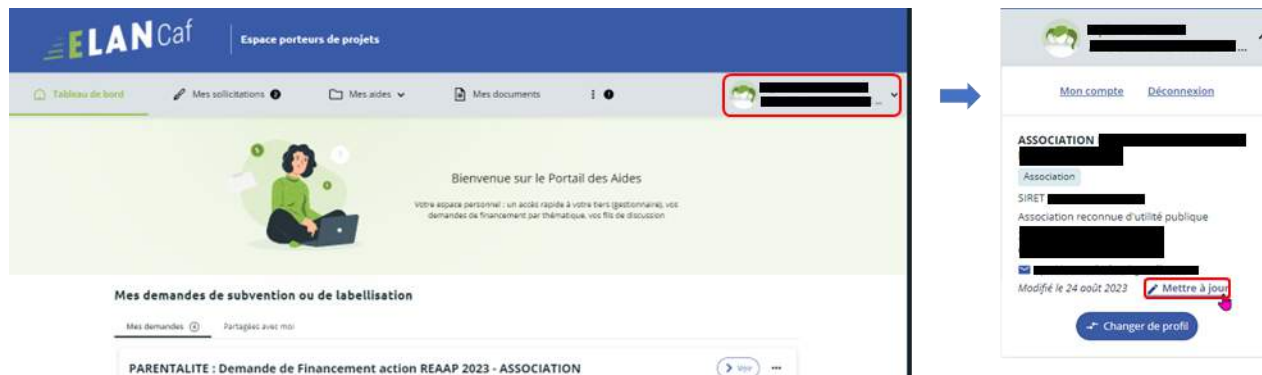 ELAN Caf
Espace porteurs de projets
Tableau de bord
Mes sollicitations
Mes aides
Mes documents
Bienvenue sur le Portail des Aides
Votre espace personnel : un accès rapide à votre tiers (gestionnaire), vos
demandes de financement par thématique, vos fils de discussion
Mes demandes de subvention ou de labellisation
Mes demandes 4
Partagées avec moi
PARENTALITE : Demande de Financement action REAAP 2023 - ASSOCIATION
Voir
...
Mon compte
Déconnexion
ASSOCIATION
Association
SIRET
Association reconnue d'utilité publique
Modifié le 24 août 2023
Mettre à jour
Changer de profil